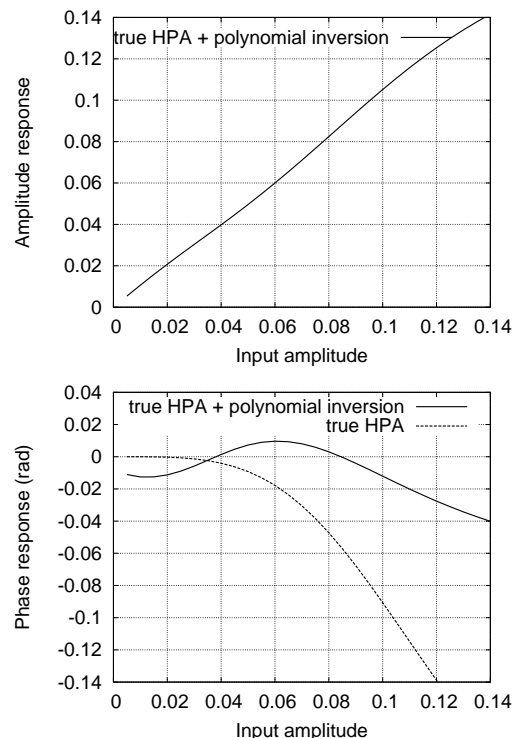 0.14
true HPA + polynomial inversion
0.12
0.1
0.08
0.06
0.04
0.02
0
Amplitude response
0 0.02 0.04 0.06 0.08 0.1 0.12 0.14
Input amplitude
0.04
true HPA + polynomial inversion
true HPA
0.02
0
-0.02
-0.04
-0.06
-0.08
-0.1
-0.12
-0.14
Phase response (rad)
0 0.02 0.04 0.06 0.08 0.1 0.12 0.14
Input amplitude